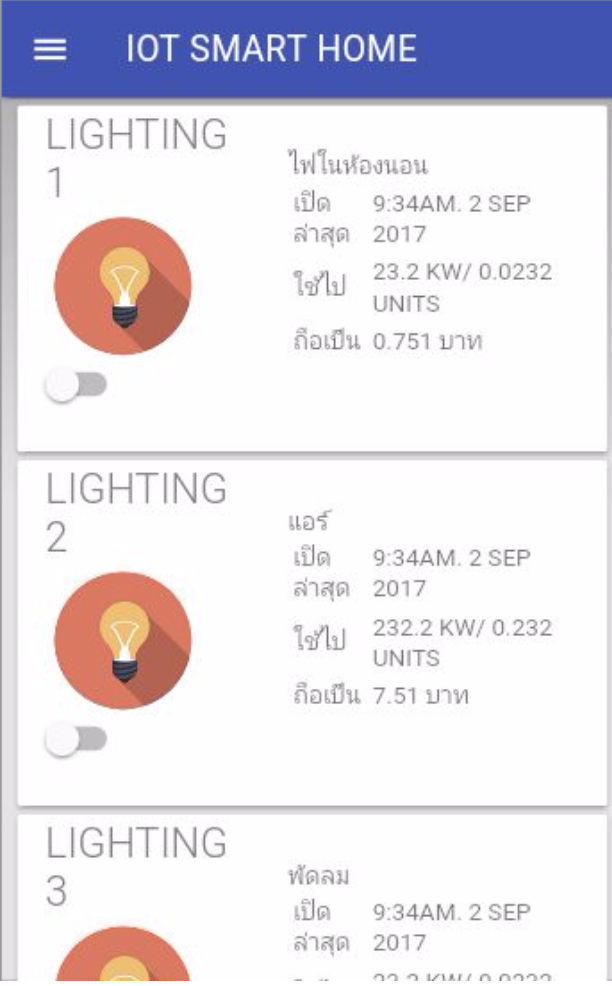 IOT SMART HOME
LIGHTING
1
ไฟในห้องนอน
เปิด 9:34AM. 2 SEP
ล่าสุด 2017
ใช้ไป 23.2 KW/ 0.0232
UNITS
ถือเป็น 0.751 บาท
LIGHTING
2
แอร์
เปิด 9:34AM. 2 SEP
ล่าสุด 2017
ใช้ไป 232.2 KW/ 0.232
UNITS
ถือเป็น 7.51 บาท
LIGHTING
3
พัดลม
เปิด 9:34AM. 2 SEP
ล่าสุด 2017
23.2 KW/ 0.0232